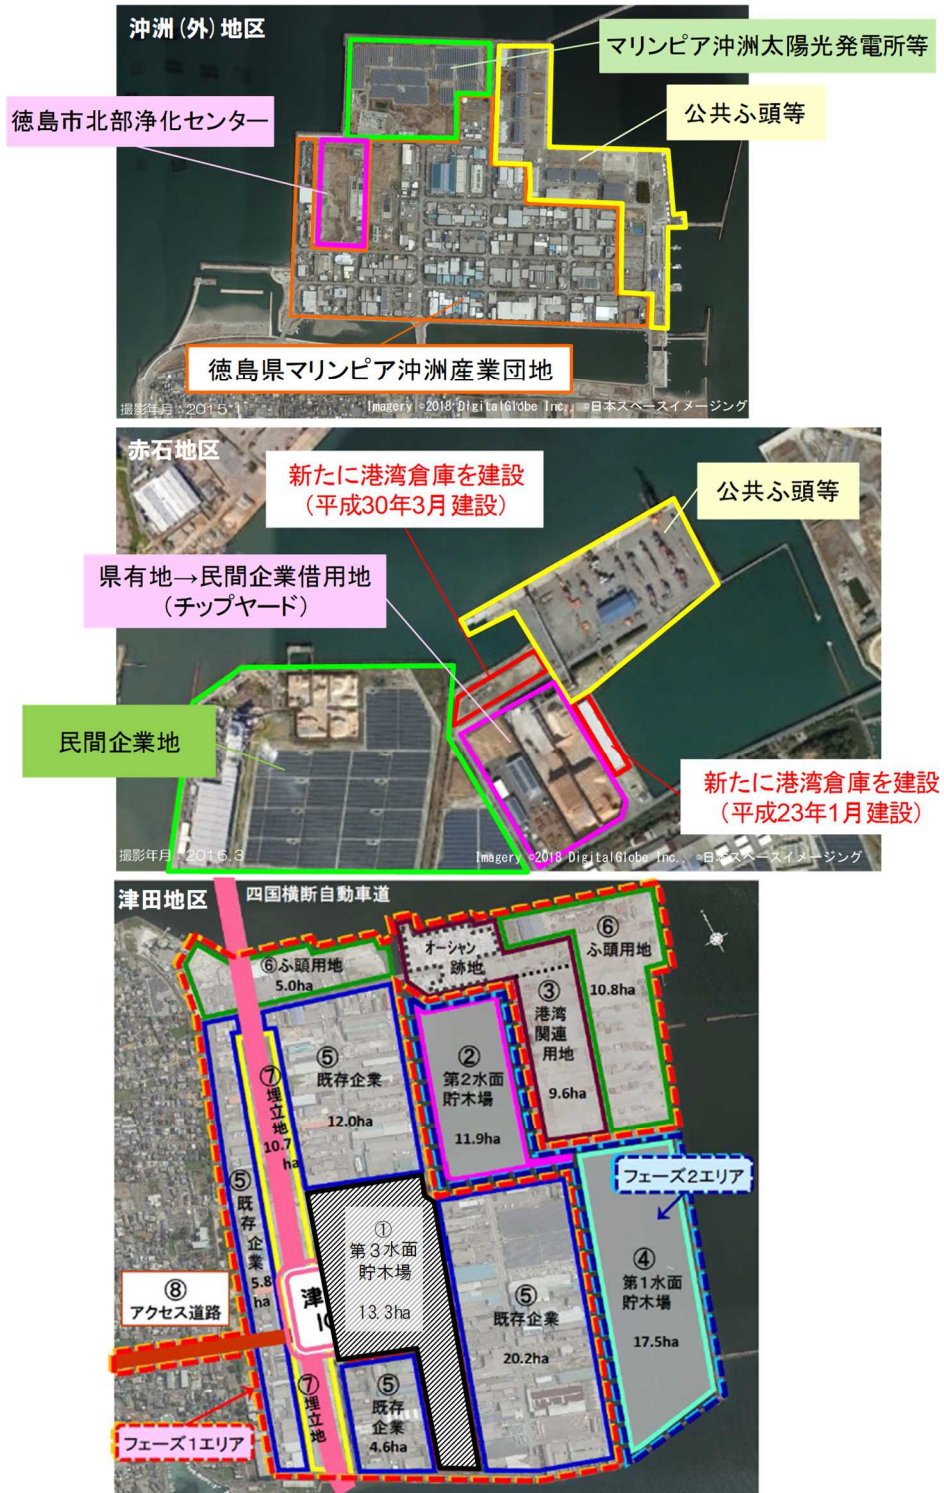 沖洲(外)地区
マリンピア沖洲太陽光発電所等
徳島市北部浄化センター
公共ふ頭等
徳島県マリンピア沖洲産業団地
撮影年月:2015.1
Imagery ©2018 DigitalGlobe Inc., ©日本スペースイメージング
赤石地区
新たに港湾倉庫を建設
(平成30年3月建設)
公共ふ頭等
県有地→民間企業借用地
(チップヤード)
民間企業地
新たに港湾倉庫を建設
(平成23年1月建設)
撮影年月:2016.3
Imagery ©2018 DigitalGlobe Inc., ©日本スペースイメージング
津田地区
四国横断自動車道
⑥ふ頭用地
5.0ha
オーシャン
跡地
⑥
ふ頭用地
10.8ha
③
港湾
関連
用地
9.6ha
②
第2水面
貯木場
11.9ha
⑤
既存企業
12.0ha
⑦埋立地
10.7
ha
⑤
既存企業
5.8
ha
フェーズ2エリア
①
第3水面
貯木場
13.3ha
④
第1水面
貯木場
17.5ha
⑤
既存企業
20.2ha
⑧
アクセス道路
津
⑦埋立地
⑤
既存
企業
4.6ha
フェーズ1エリア